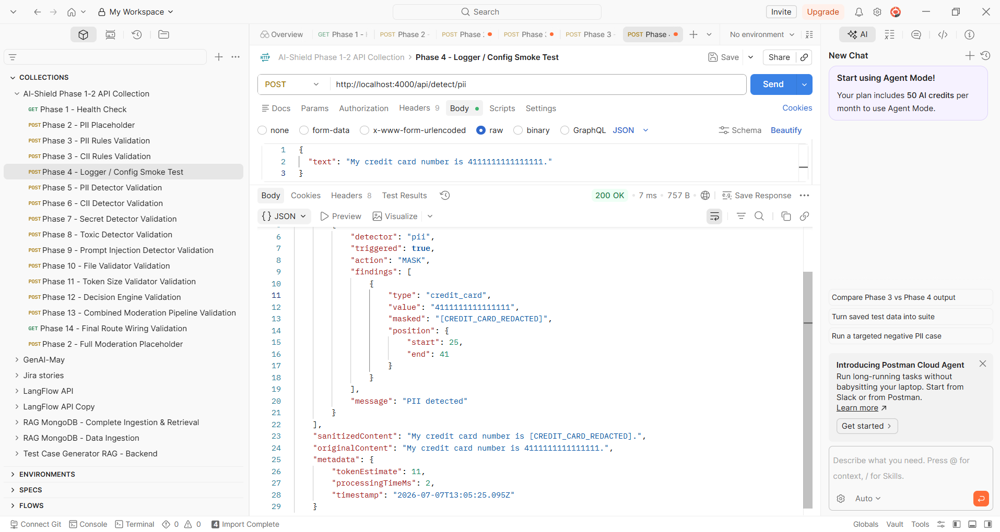 My Workspace
Search
Invite
Upgrade
Overview
GET Phase 1 -
POST Phase 2 -
POST Phase
POST Phase
POST Phase 3 -
POST Phase
No environment
AI
COLLECTIONS
AI-Shield Phase 1-2 API Collection
GET Phase 1 - Health Check
POST Phase 2 - PII Placeholder
POST Phase 3 - PII Rules Validation
POST Phase 3 - CII Rules Validation
POST Phase 4 - Logger / Config Smoke Test
POST Phase 5 - PII Detector Validation
POST Phase 6 - CII Detector Validation
POST Phase 7 - Secret Detector Validation
POST Phase 8 - Toxic Detector Validation
POST Phase 9 - Prompt Injection Detector Validation
POST Phase 10 - File Validator Validation
POST Phase 11 - Token Size Validator Validation
POST Phase 12 - Decision Engine Validation
POST Phase 13 - Combined Moderation Pipeline Validation
GET Phase 14 - Final Route Wiring Validation
POST Phase 2 - Full Moderation Placeholder
GenAI-May
Jira stories
LangFlow API
LangFlow API Copy
RAG MongoDB - Complete Ingestion & Retrieval
RAG MongoDB - Data Ingestion
Test Case Generator RAG - Backend
ENVIRONMENTS
SPECS
FLOWS
HTTP AI-Shield Phase 1-2 API Collection > Phase 4 - Logger / Config Smoke Test
Save
Share
POST http://localhost:4000/api/detect/pii
Send
Docs Params Authorization Headers 9 Body Scripts Settings
Cookies
none form-data x-www-form-urlencoded raw binary GraphQL JSON
Schema Beautify
1 {
2 "text": "My credit card number is 4111111111111111."
3 }
Body Cookies Headers 8 Test Results
200 OK • 7 ms • 757 B
e.g. Save Response
{} JSON Preview Visualize
6 "detector": "pii",
7 "triggered": true,
8 "action": "MASK",
9 "findings": [
10 {
11 "type": "credit_card",
12 "value": "4111111111111111",
13 "masked": "[CREDIT_CARD_REDACTED]",
14 "position": {
15 "start": 25,
16 "end": 41
17 }
18 }
19 ],
20 "message": "PII detected"
21 }
22 ],
23 "sanitizedContent": "My credit card number is [CREDIT_CARD_REDACTED].",
24 "originalContent": "My credit card number is 4111111111111111.",
25 "metadata": {
26 "tokenEstimate": 11,
27 "processingTimeMs": 2,
28 "timestamp": "2026-07-07T13:05:25.095Z"
29 }
New Chat
Start using Agent Mode!
Your plan includes 50 AI credits per
month to use Agent Mode.
Compare Phase 3 vs Phase 4 output
Turn saved test data into suite
Run a targeted negative PII case
Introducing Postman Cloud Agent
Run long-running tasks without
babysitting your laptop. Start from
Slack or from Postman.
Learn more ↗
Get started
Describe what you need. Press @ for
context, / for Skills.
Auto
Connect Git Console Terminal 0 0 4 Import Complete
Globals Vault Tools